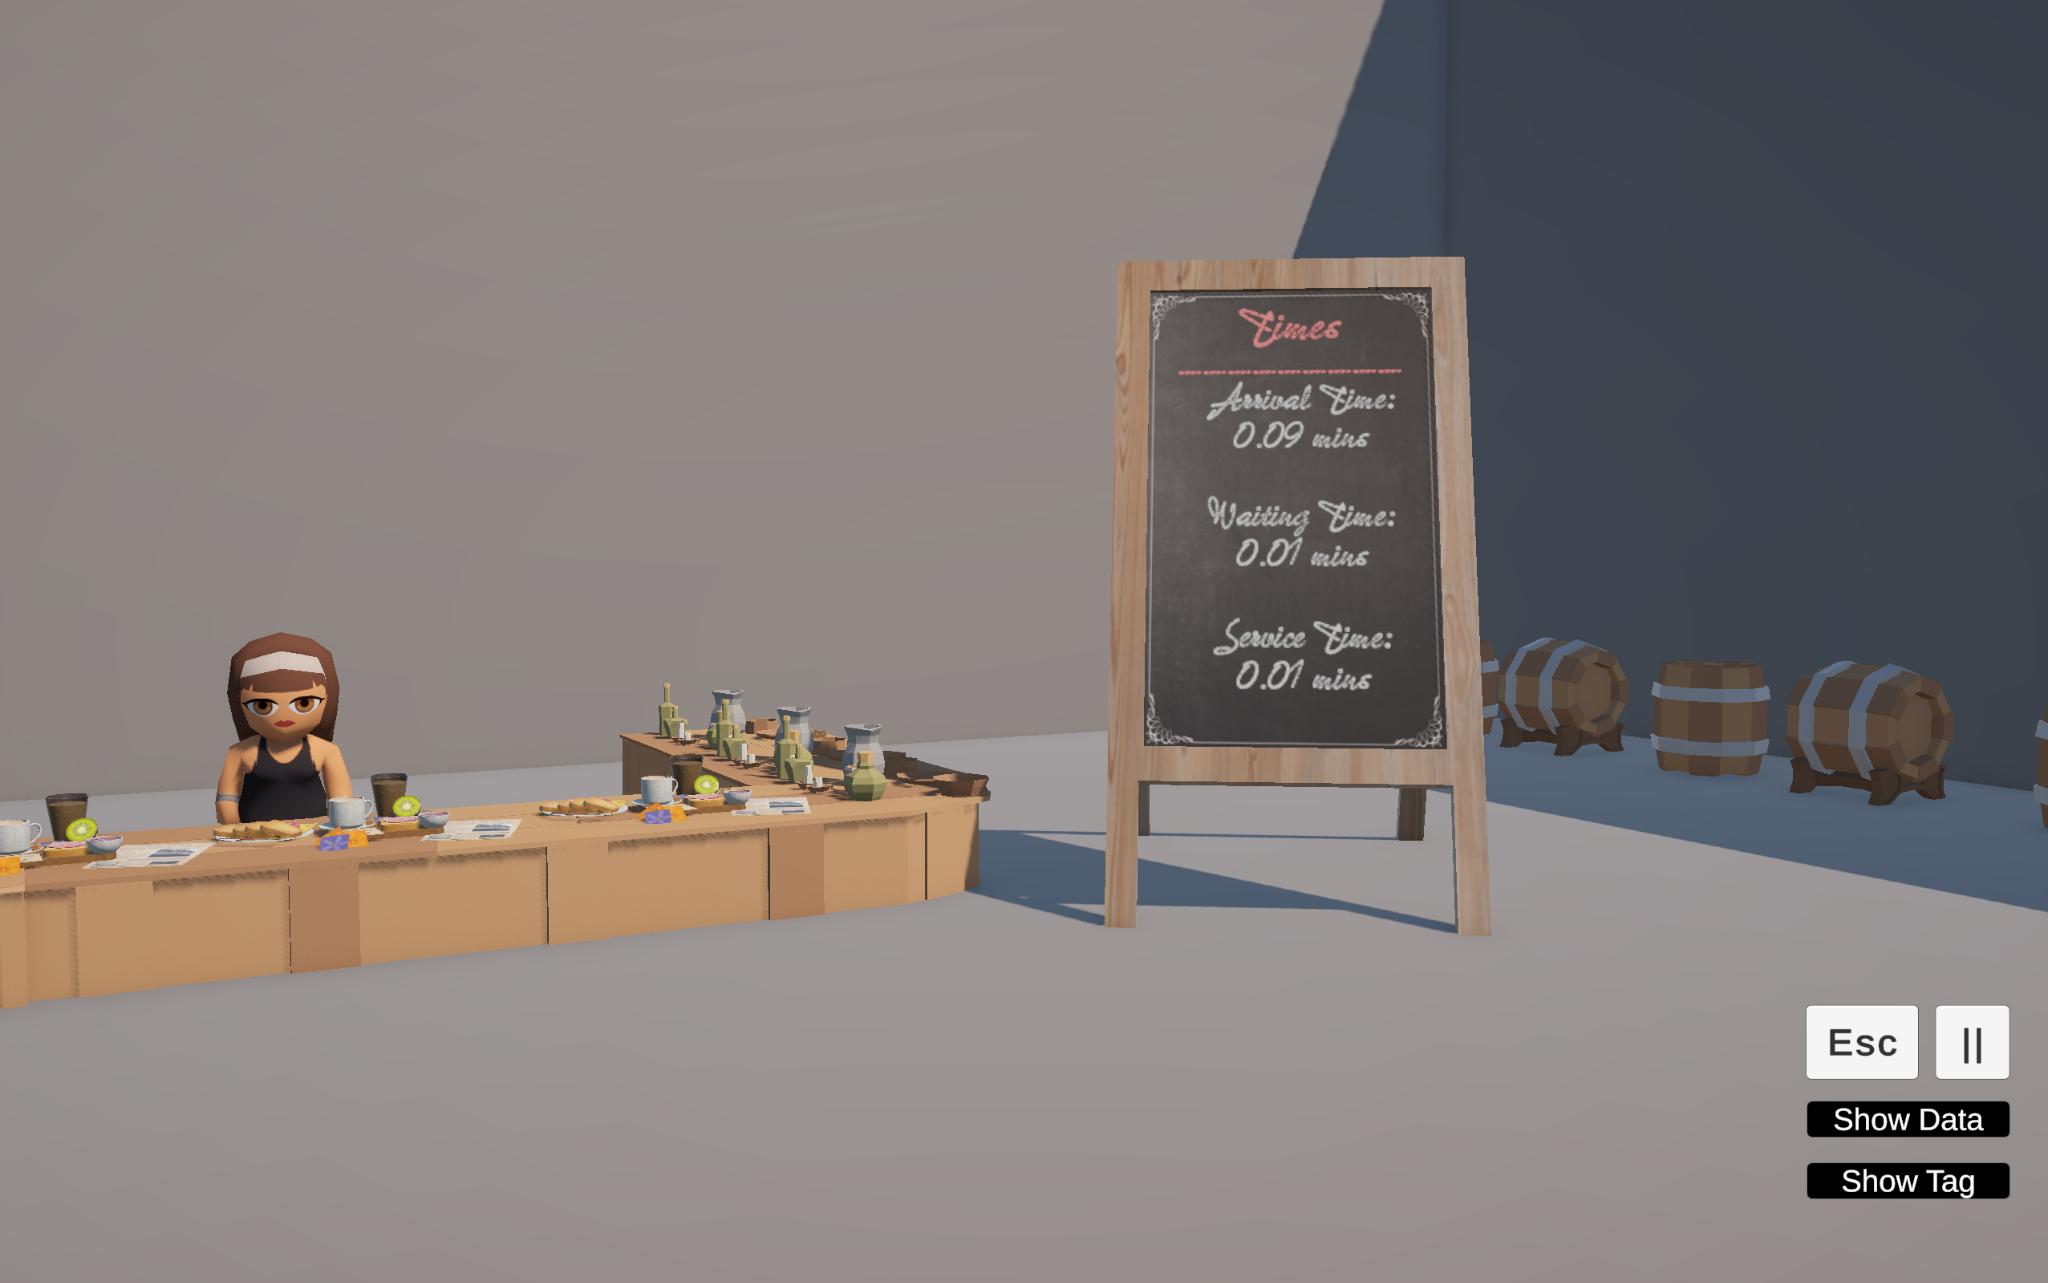 Times
Arrival Time:
0.09 mins
Waiting Time:
0.01 mins
Service Time:
0.01 mins
Esc
||
Show Data
Show Tag